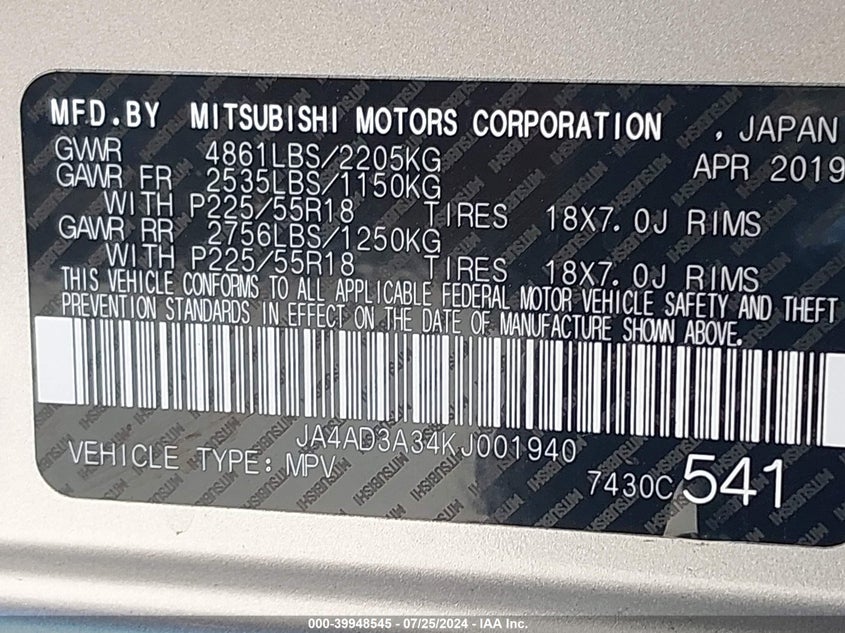 MFD.BY MITSUBISHI MOTORS CORPORATION , JAPAN
GVWR 4861LBS/2205KG APR 2019
GAWR FR 2535LBS/1150KG
WITH P225/55R18 TIRES 18X7.0J RIMS
GAWR RR 2756LBS/1250KG
WITH P225/55R18 TIRES 18X7.0J RIMS
THIS VEHICLE CONFORMS TO ALL APPLICABLE FEDERAL MOTOR VEHICLE SAFETY AND THEFT
PREVENTION STANDARDS IN EFFECT ON THE DATE OF MANUFACTURE SHOWN ABOVE.
JA4AD3A34KJ001940
VEHICLE TYPE: MPV
7430C 541
000-39948545 - 07/25/2024 - IAA Inc.